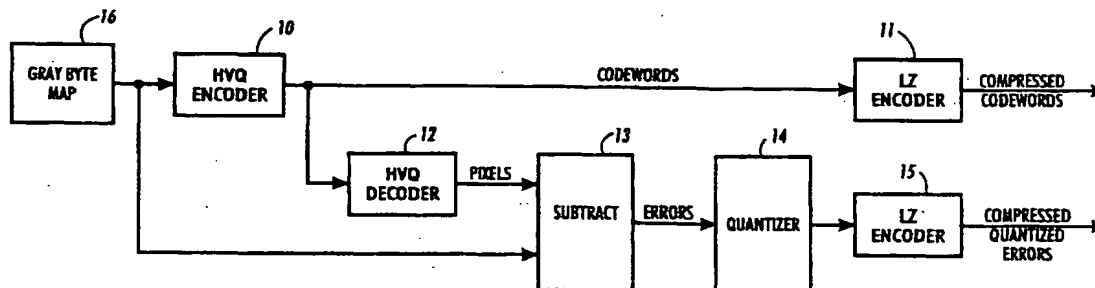 16
10
11
GRAY BYTE
MAP
HVQ
ENCODER
CODEWORDS
LZ
ENCODER
COMPRESSED
CODEWORDS
12
13
14
15
HVQ
DECODER
PIXELS
SUBTRACT
ERRORS
QUANTIZER
LZ
ENCODER
COMPRESSED
QUANTIZED
ERRORS